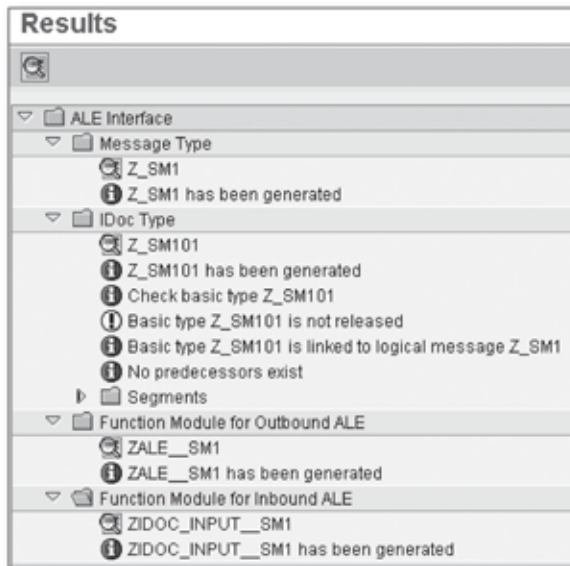 Results
ALE Interface
Message Type
Z_SM1
Z_SM1 has been generated
IDoc Type
Z_SM101
Z_SM101 has been generated
Check basic type Z_SM101
Basic type Z_SM101 is not released
Basic type Z_SM101 is linked to logical message Z_SM1
No predecessors exist
Segments
Function Module for Outbound ALE
ZALE__SM1
ZALE__SM1 has been generated
Function Module for Inbound ALE
ZIDOC_INPUT__SM1
ZIDOC_INPUT__SM1 has been generated